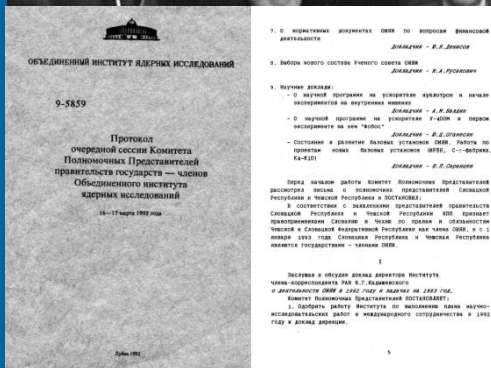 ОБЪЕДИНЕННЫЙ ИНСТИТУТ ЯДЕРНЫХ ИССЛЕДОВАНИЙ
9-5859
Протокол
очередной сессии Комитета
Полномочных Представителей
правительств государств — членов
Объединенного института
ядерных исследований
16—17 марта 1993 года
Дубна 1993
7. О нормативных документах ОИЯИ по вопросам финансовой
деятельности
Докладчик - В.И.Денисов
8. Выборы нового состава Ученого совета ОИЯИ
Докладчик - Н.А.Русакович
9. Научные доклады:
- О научной программе на ускорителе нуклотрон и начале
экспериментов на внутренних мишенях
Докладчик - А.М.Балдин
- О научной программе на ускорителе У-400М и первом
эксперименте на нем "Фобос"
Докладчик - Ю.Ц.Оганесян
- Состояние и развитие базовых установок ОИЯИ. Работы по
проектам новых базовых установок (ИРЕН, С-τ-фабрика,
Докладчик - И.П.Саранцев
Перед началом работы Комитет Полномочных Представителей
рассмотрел письма о полномочных представителей Словацкой
Республики и Чешской Республики и ПОСТАНОВИЛ:
В соответствии с заявлениями представителей правительств
Словацкой Республики и Чешской Республики КПП признает
правоприемниками Словакию и Чехию по правам и обязанностям
Чешской и Словацкой Федеративной Республики как члена ОИЯИ, и с 1
января 1993 года Словацкая Республика и Чешская Республика
являются государствами - членами ОИЯИ.
I
Заслушав и обсудив доклад директора Института
члена-корреспондента РАН В.Г.Кадышевского
о деятельности ОИЯИ в 1992 году и задачах на 1993 год,
Комитет Полномочных Представителей ПОСТАНОВЛЯЕТ:
1. Одобрить работу Института по выполнению плана научно-
исследовательских работ и международного сотрудничества в 1992
году и доклад дирекции.
5